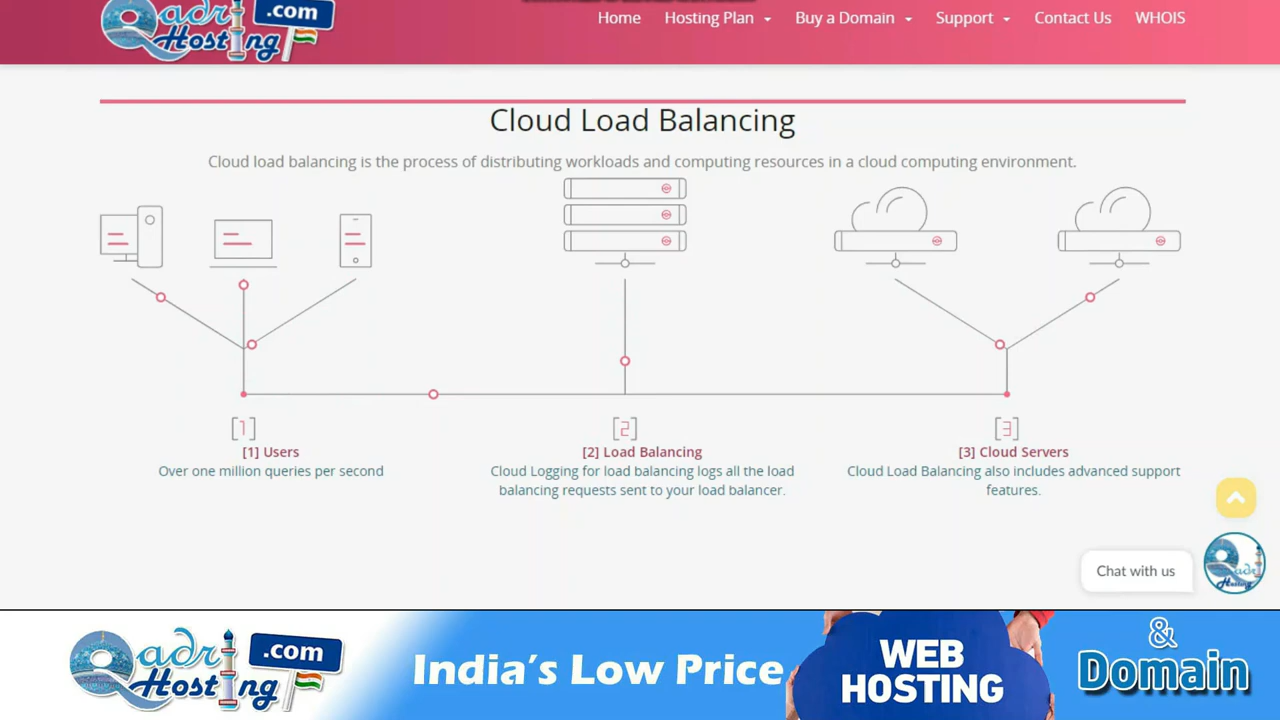 Qadri
.com
Hosting
Home Hosting Plan Buy a Domain Support Contact Us WHOIS
Cloud Load Balancing
Cloud load balancing is the process of distributing workloads and computing resources in a cloud computing environment.
[1] [2] [3]
[1] Users
Over one million queries per second
[2] Load Balancing
Cloud Logging for load balancing logs all the load
balancing requests sent to your load balancer.
[3] Cloud Servers
Cloud Load Balancing also includes advanced support
features.
Chat with us
Qadri
Hosting
Qadri
.com
Hosting
India's Low Price
WEB
HOSTING
&
Domain